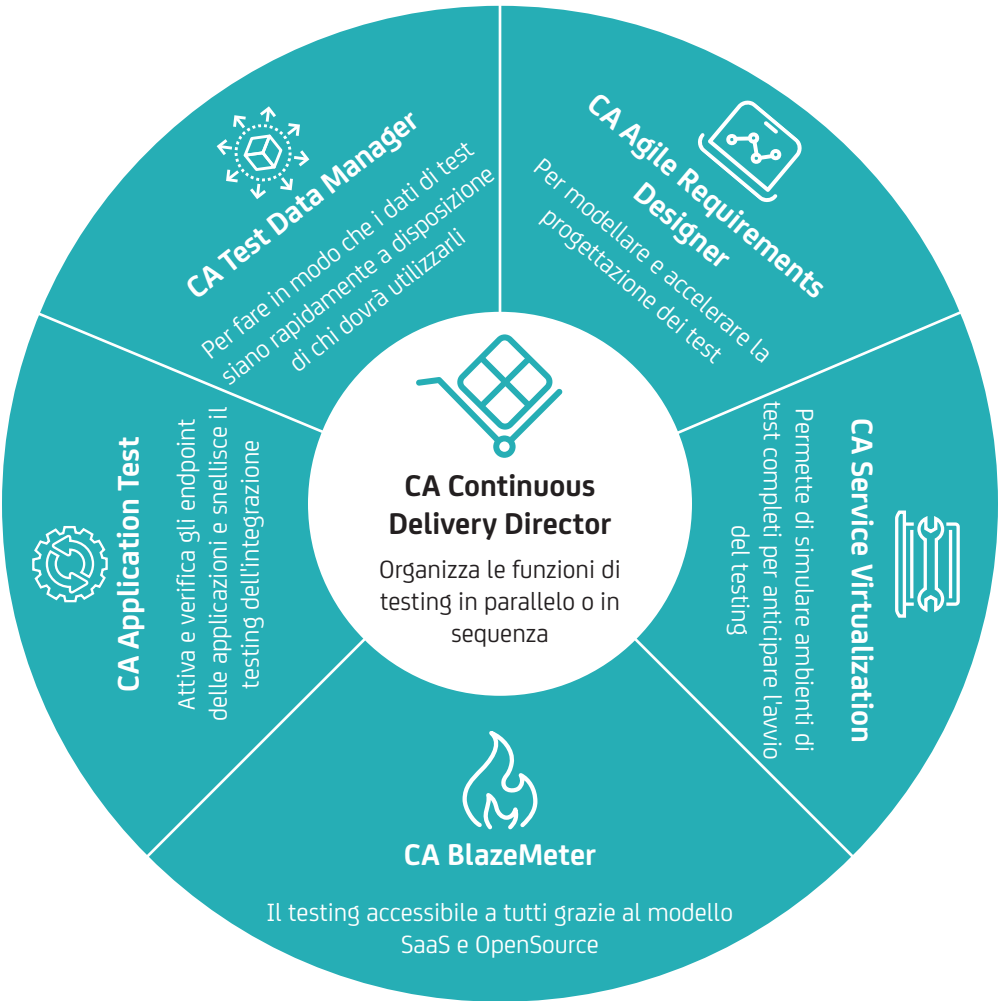 CA Test Data Manager
Per fare in modo che i dati di test
siano rapidamente a disposizione
di chi dovrà utilizzarli
CA Agile Requirements
Designer
Per modellare e accelerare la
progettazione dei test
CA Service Virtualization
Permette di simulare ambienti di
test completi per anticipare l'avvio
del testing
CA BlazeMeter
Il testing accessibile a tutti grazie al modello
SaaS e OpenSource
CA Application Test
Attiva e verifica gli endpoint
delle applicazioni e snellisce il
testing dell'integrazione
CA Continuous
Delivery Director
Organizza le funzioni di
testing in parallelo o in
sequenza